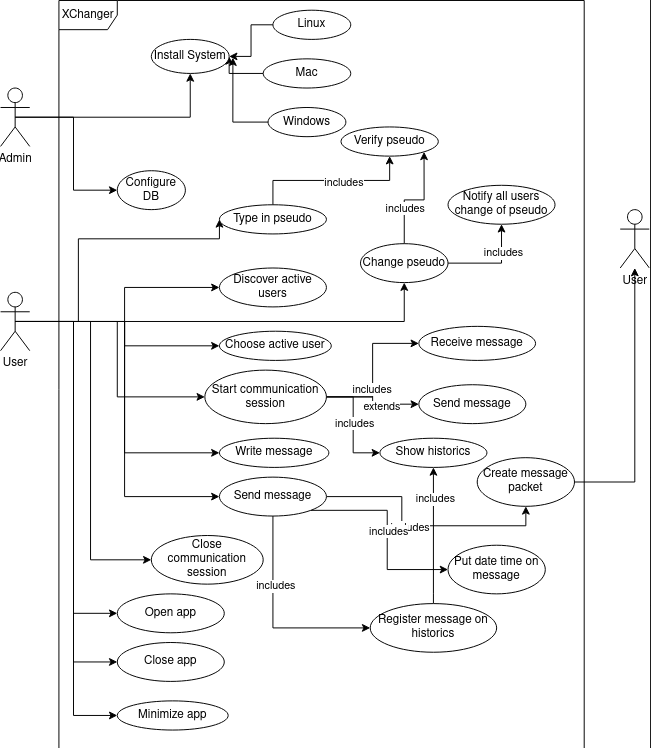 XChanger
Linux
Install System
Mac
Windows
Admin
Verify pseudo
Configure
DB
includes
Notify all users
change of pseudo
includes
Type in pseudo
includes
Change pseudo
User
Discover active
users
User
Choose active user
Receive message
Start communication
session
includes
extends
Send message
includes
Write message
Show historics
Create message
packet
Send message
includes
includes
Close
communication
session
Put date time on
message
includes
Open app
Register message on
historics
Close app
Minimize app